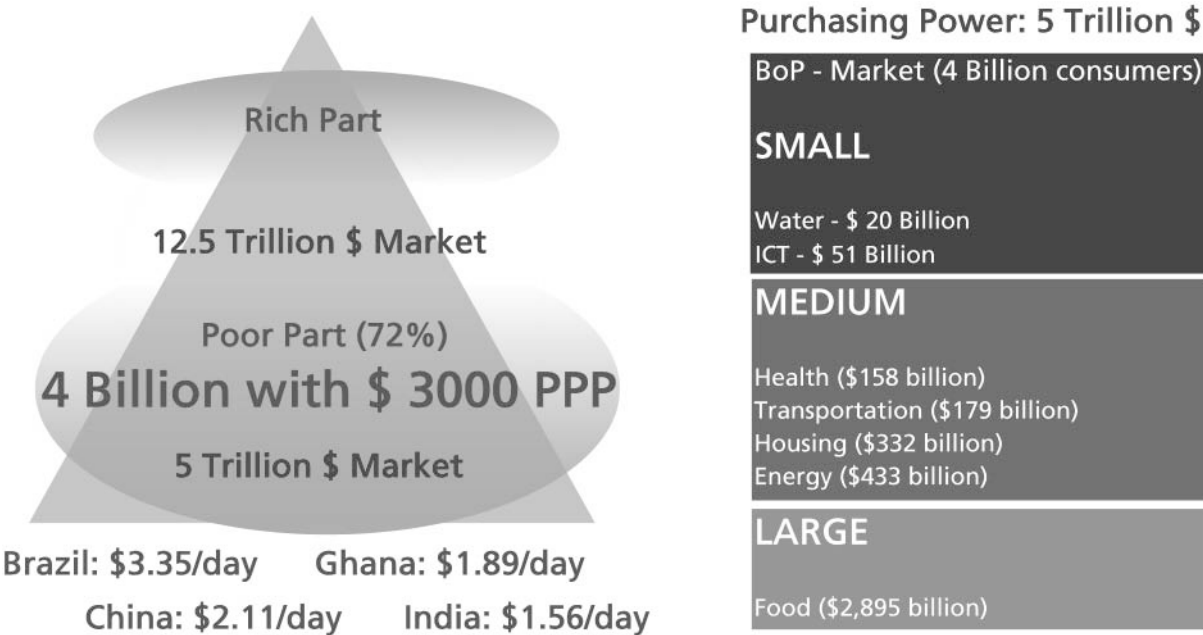 Rich Part
12.5 Trillion $ Market
Poor Part (72%)
4 Billion with $ 3000 PPP
5 Trillion $ Market
Brazil: $3.35/day Ghana: $1.89/day
China: $2.11/day India: $1.56/day
Purchasing Power: 5 Trillion $
BoP - Market (4 Billion consumers)
SMALL
Water - $ 20 Billion
ICT - $ 51 Billion
MEDIUM
Health ($158 billion)
Transportation ($179 billion)
Housing ($332 billion)
Energy ($433 billion)
LARGE
Food ($2,895 billion)